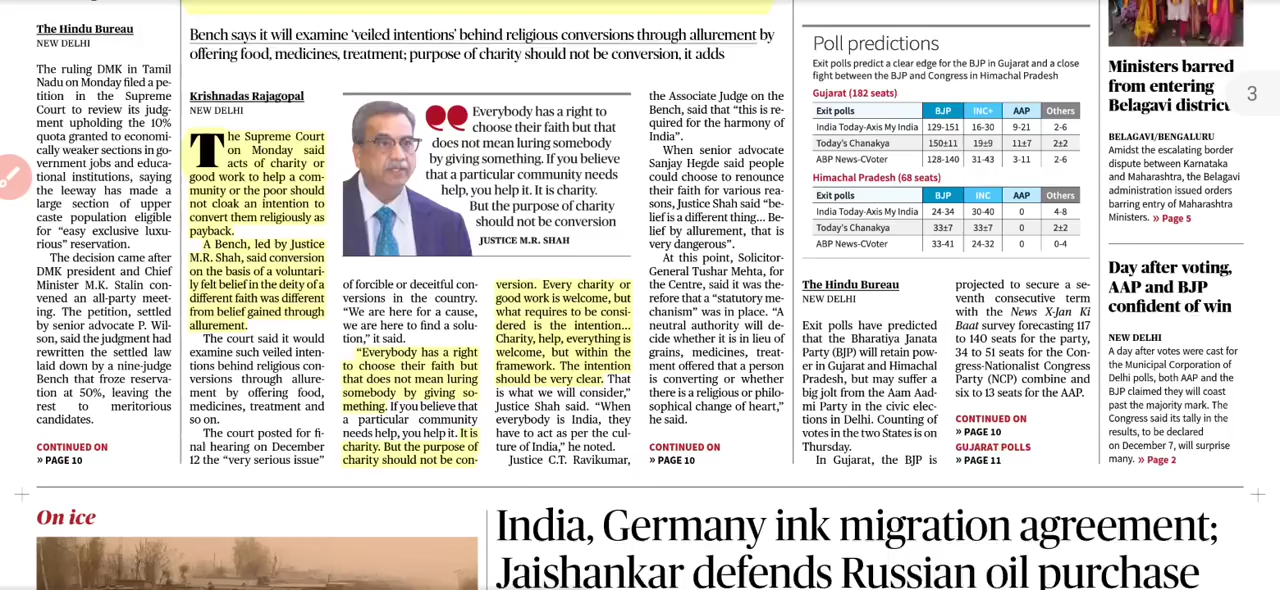 The Hindu Bureau
NEW DELHI
The ruling DMK in Tamil
Nadu on Monday filed a pe-
tition in the Supreme
Court to review its judg-
ment upholding the 10%
quota granted to economi-
cally weaker sections in go-
vernment jobs and educa-
tional institutions, saying
the leeway has made a
large section of upper
caste population eligible
for “easy exclusive luxu-
rious” reservation.
The decision came after
DMK president and Chief
Minister M.K. Stalin con-
vened an all-party meet-
ing. The petition, settled
by senior advocate P. Wil-
son, said the judgment had
rewritten the settled law
laid down by a nine-judge
Bench that froze reserva-
tion at 50%, leaving the
rest to meritorious
candidates.
CONTINUED ON
» PAGE 10
Bench says it will examine ‘veiled intentions’ behind religious conversions through allurement by
offering food, medicines, treatment; purpose of charity should not be conversion, it adds
Krishnadas Rajagopal
NEW DELHI
The Supreme Court
on Monday said
acts of charity or
good work to help a com-
munity or the poor should
not cloak an intention to
convert them religiously as
payback.
A Bench, led by Justice
M.R. Shah, said conversion
on the basis of a voluntari-
ly felt belief in the deity of a
different faith was different
from belief gained through
allurement.
The court said it would
examine such veiled inten-
tions behind religious con-
versions through allure-
ment by offering food,
medicines, treatment and
so on.
The court posted for fi-
nal hearing on December
12 the “very serious issue”
Everybody has a right to
choose their faith but that
does not mean luring somebody
by giving something. If you believe
that a particular community needs
help, you help it. It is charity.
But the purpose of charity
should not be conversion
JUSTICE M.R. SHAH
of forcible or deceitful con-
versions in the country.
“We are here for a cause,
we are here to find a solu-
tion,” it said.
“Everybody has a right
to choose their faith but
that does not mean luring
somebody by giving so-
mething. If you believe that
a particular community
needs help, you help it. It is
charity. But the purpose of
charity should not be con-
version. Every charity or
good work is welcome, but
what requires to be consi-
dered is the intention...
Charity, help, everything is
welcome, but within the
framework. The intention
should be very clear. That
is what we will consider,”
Justice Shah said. “When
everybody is India, they
have to act as per the cul-
ture of India,” he noted.
Justice C.T. Ravikumar,
the Associate Judge on the
Bench, said that “this is re-
quired for the harmony of
India”.
When senior advocate
Sanjay Hegde said people
could choose to renounce
their faith for various rea-
sons, Justice Shah said “be-
lief is a different thing... Be-
lief by allurement, that is
very dangerous”.
At this point, Solicitor-
General Tushar Mehta, for
the Centre, said it was the-
refore that a “statutory me-
chanism” was in place. “A
neutral authority will de-
cide whether it is in lieu of
grains, medicines, treat-
ment offered that a person
is converting or whether
there is a religious or philo-
sophical change of heart,”
he said.
CONTINUED ON
» PAGE 10
Poll predictions
Exit polls predict a clear edge for the BJP in Gujarat and a close
fight between the BJP and Congress in Himachal Pradesh
Gujarat (182 seats)
Exit polls BJP INC+ AAP Others
India Today-Axis My India 129-151 16-30 9-21 2-6
Today's Chanakya 150±11 19±9 11±7 2±2
ABP News-CVoter 128-140 31-43 3-11 2-6
Himachal Pradesh (68 seats)
Exit polls BJP INC AAP Others
India Today-Axis My India 24-34 30-40 0 4-8
Today's Chanakya 33±7 33±7 0 2±2
ABP News-CVoter 33-41 24-32 0 0-4
The Hindu Bureau
NEW DELHI
Exit polls have predicted
that the Bharatiya Janata
Party (BJP) will retain pow-
er in Gujarat and Himachal
Pradesh, but may suffer a
big jolt from the Aam Aad-
mi Party in the civic elec-
tions in Delhi. Counting of
votes in the two States is on
Thursday.
In Gujarat, the BJP is
projected to secure a se-
venth consecutive term
with the News X-Jan Ki
Baat survey forecasting 117
to 140 seats for the party,
34 to 51 seats for the Con-
gress-Nationalist Congress
Party (NCP) combine and
six to 13 seats for the AAP.
CONTINUED ON
» PAGE 10
GUJARAT POLLS
» PAGE 11
Ministers barred
from entering
Belagavi district
3
BELAGAVI/BENGALURU
Amidst the escalating border
dispute between Karnataka
and Maharashtra, the Belagavi
administration issued orders
barring entry of Maharashtra
Ministers. » Page 5
Day after voting,
AAP and BJP
confident of win
NEW DELHI
A day after votes were cast for
the Municipal Corporation of
Delhi polls, both AAP and the
BJP claimed they will coast
past the majority mark. The
Congress said its tally in the
results, to be declared
on December 7, will surprise
many. » Page 2
On ice
India, Germany ink migration agreement;
Jaishankar defends Russian oil purchase